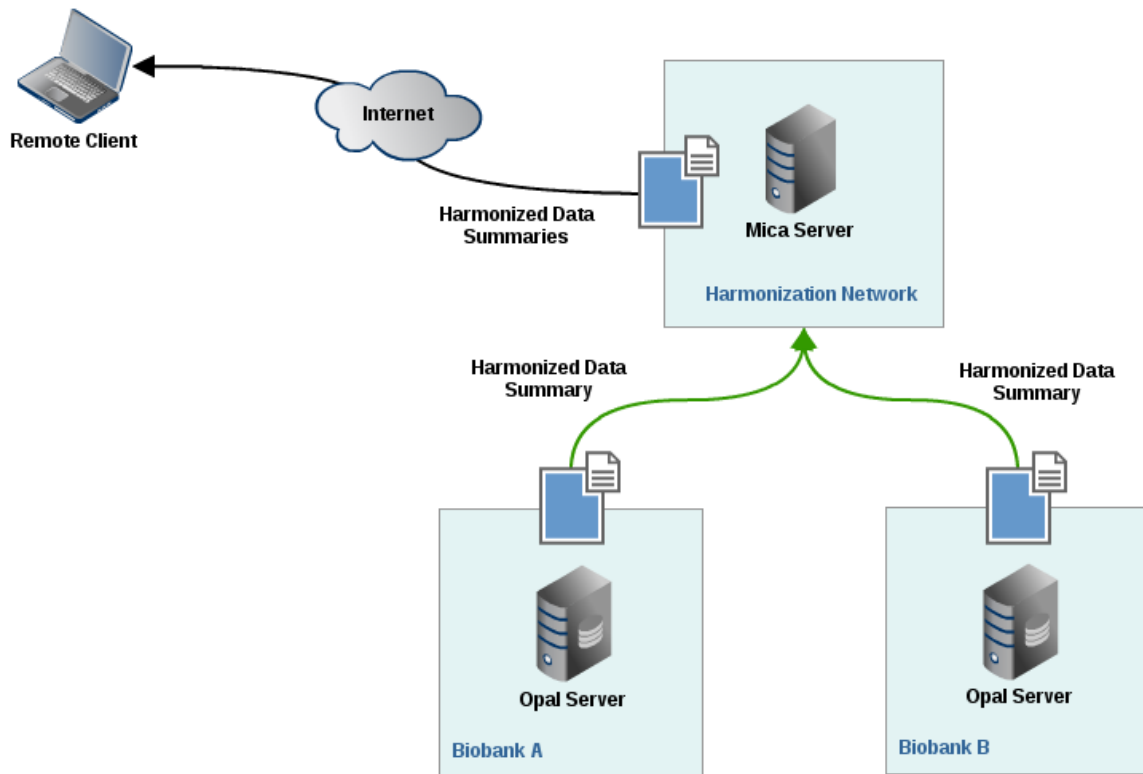 Internet
Remote Client
Harmonized Data
Summaries
Mica Server
Harmonization Network
Harmonized Data
Summary
Harmonized Data
Summary
Opal Server
Biobank A
Opal Server
Biobank B